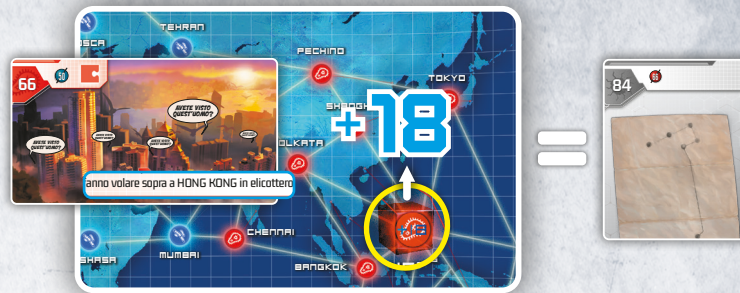 TEHRAN
PECHINO
TOKYO
66
50
AVETE VISTO
QUEST'UOMO?
AVETE VISTO
QUEST'UOMO?
anno volare sopra a HONG KONG in elicottero
+18
OLKATA
CHENNAI
MUMBAI
BANGKOK
84
66